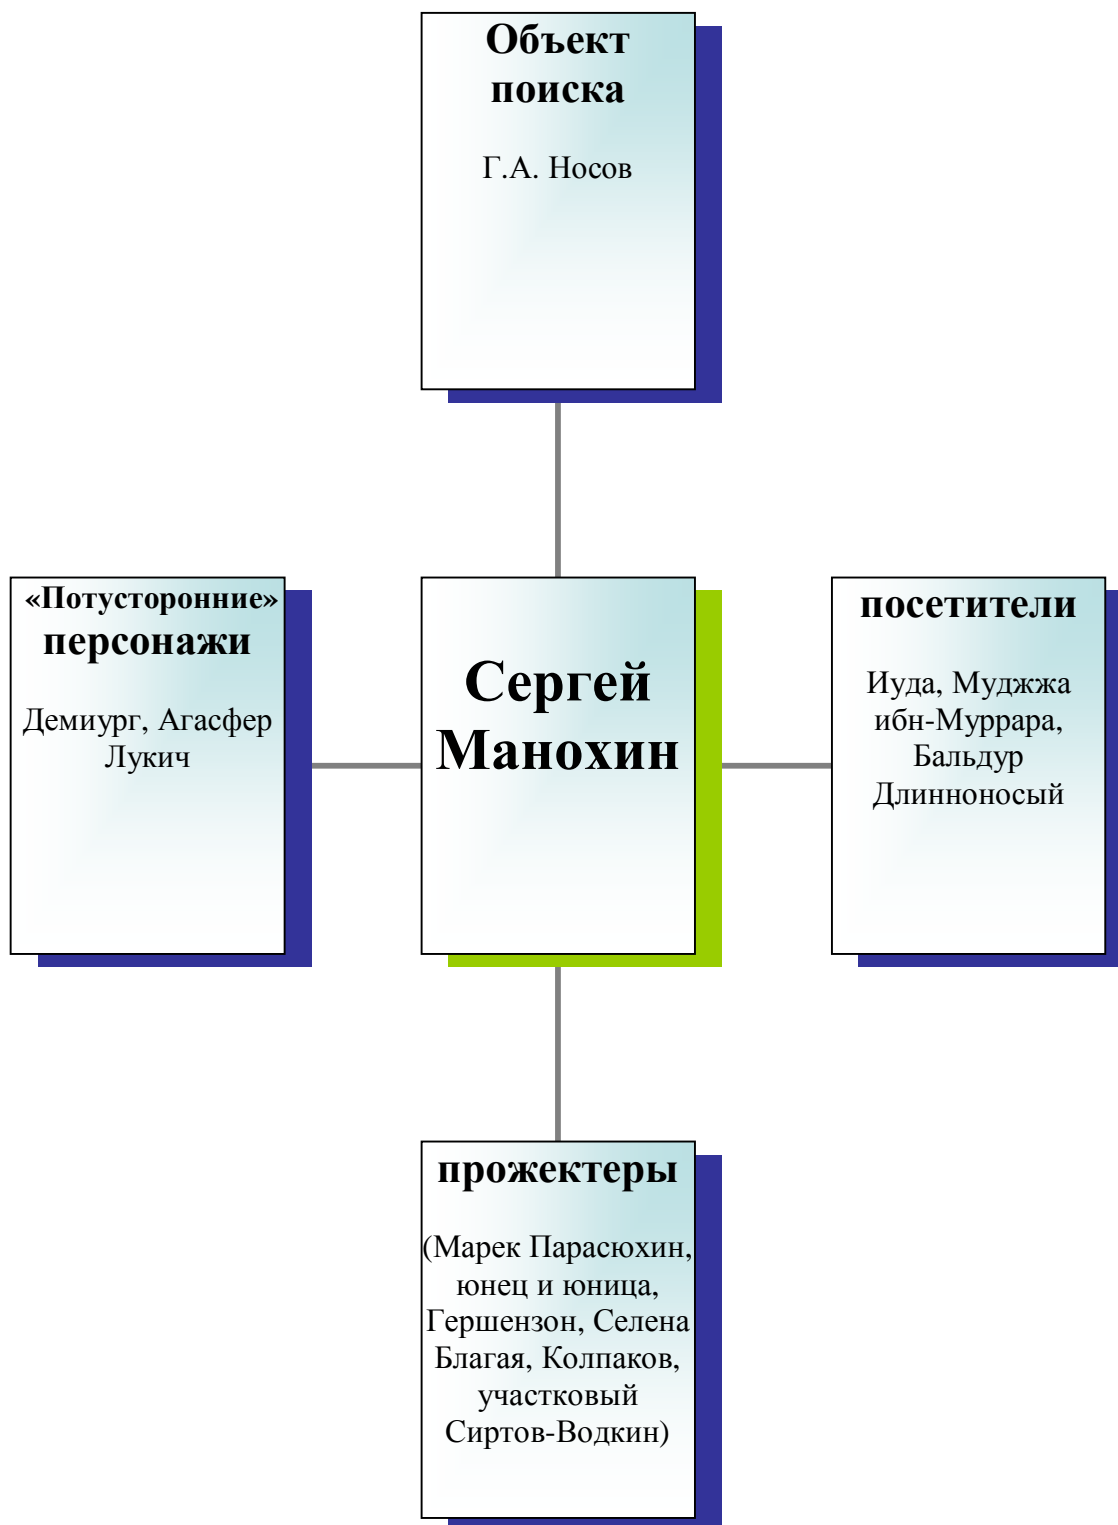 Объект
поиска
Г.А. Носов
«Потусторонние»
персонажи
Демиург, Агасфер
Лукич
Сергей
Манохин
посетители
Иуда, Муджжа
ибн-Муррара,
Бальдур
Длинноносый
прожектеры
(Марек Парасюхин,
юнец и юница,
Гершензон, Селена
Благая, Колпаков,
участковый
Сиртов-Водкин)